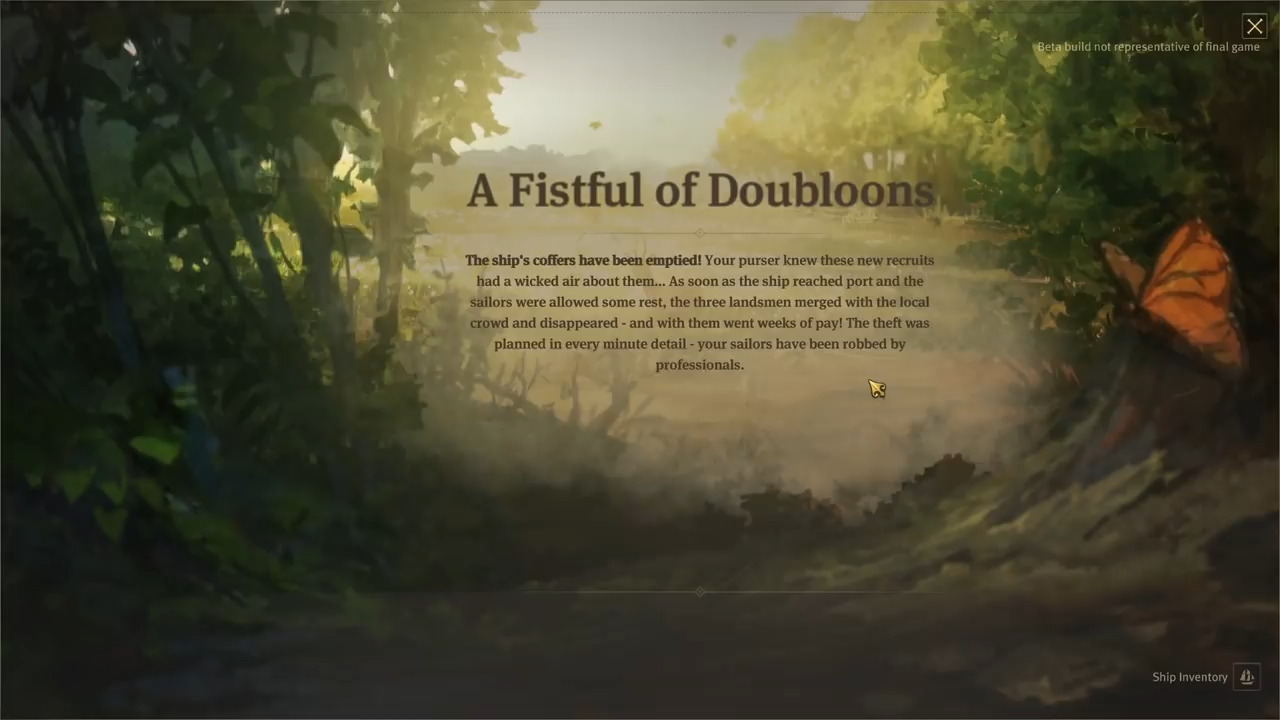 Beta build not representative of final game
A Fistful of Doubloons
The ship's coffers have been emptied! Your purser knew these new recruits
had a wicked air about them... As soon as the ship reached port and the
sailors were allowed some rest, the three landsmen merged with the local
crowd and disappeared - and with them went weeks of pay! The theft was
planned in every minute detail - your sailors have been robbed by
professionals.
Ship Inventory